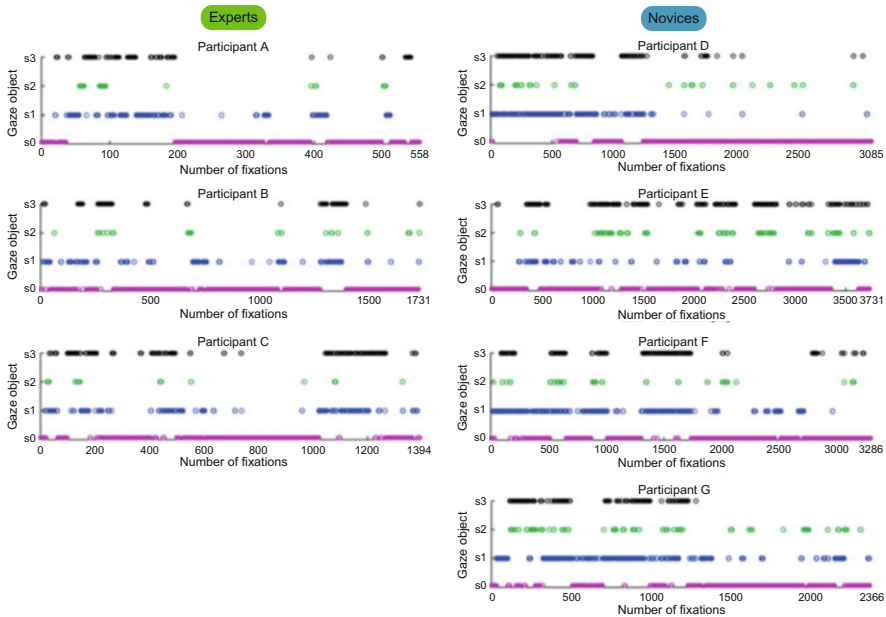 Experts
Novices
Participant A
s3
s2
s1
s0
Gaze object
0 100 200 300 400 500 558
Number of fixations
Participant D
s3
s2
s1
s0
Gaze object
0 500 1000 1500 2000 2500 3085
Number of fixations
Participant B
s3
s2
s1
s0
Gaze object
0 500 1000 1500 1731
Number of fixations
Participant E
s3
s2
s1
s0
Gaze object
0 500 1000 1500 2000 2500 3000 3500 3731
Number of fixations
Participant C
s3
s2
s1
s0
Gaze object
0 200 400 600 800 1000 1200 1394
Number of fixations
Participant F
s3
s2
s1
s0
Gaze object
0 500 1000 1500 2000 2500 3000 3286
Number of fixations
Participant G
s3
s2
s1
s0
Gaze object
0 500 1000 1500 2000 2366
Number of fixations